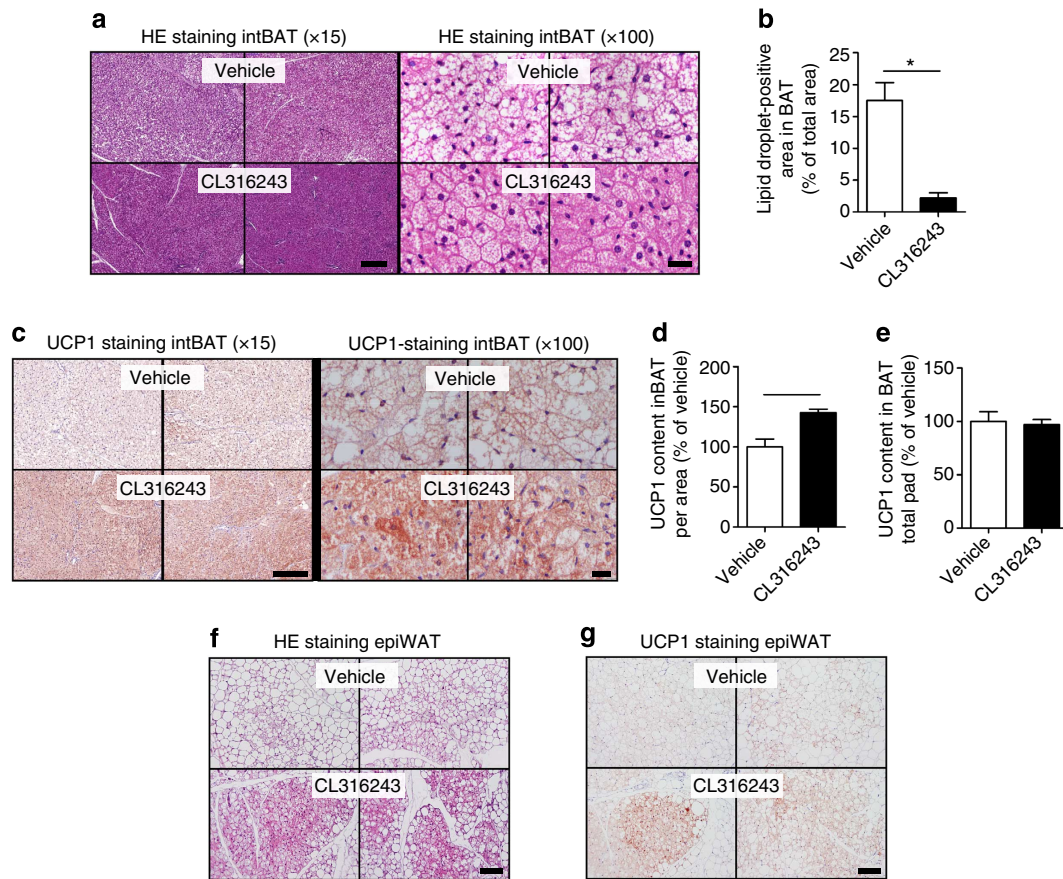 a
HE staining intBAT (×15)
HE staining intBAT (×100)
Vehicle
Vehicle
CL316243
CL316243
b
Lipid droplet-positive
area in BAT
(% of total area)
25
20
15
10
5
0
*
Vehicle
CL316243
c
UCP1 staining intBAT (×15)
UCP1-staining intBAT (×100)
Vehicle
Vehicle
CL316243
CL316243
d
UCP1 content inBAT
per area (% of vehicle)
200
150
100
50
0
Vehicle
CL316243
e
UCP1 content in BAT
total pad (% of vehicle)
150
100
50
0
Vehicle
CL316243
f
HE staining epiWAT
Vehicle
CL316243
g
UCP1 staining epiWAT
Vehicle
CL316243